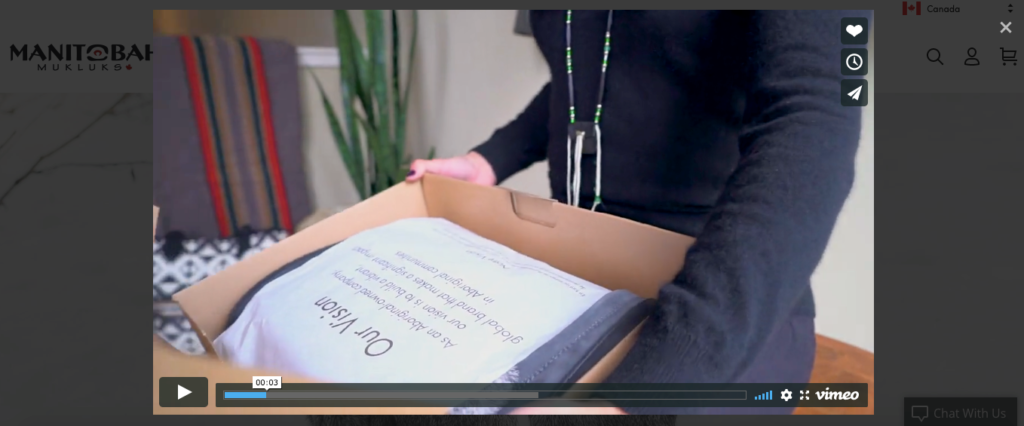 Canada
MANITOBAH
MUKLUKS
Our Vision
As an Aboriginal owned company,
our vision is to build a vibrant
global brand that makes a significant impact
in Aboriginal communities
00:03
vimeo
Chat With Us